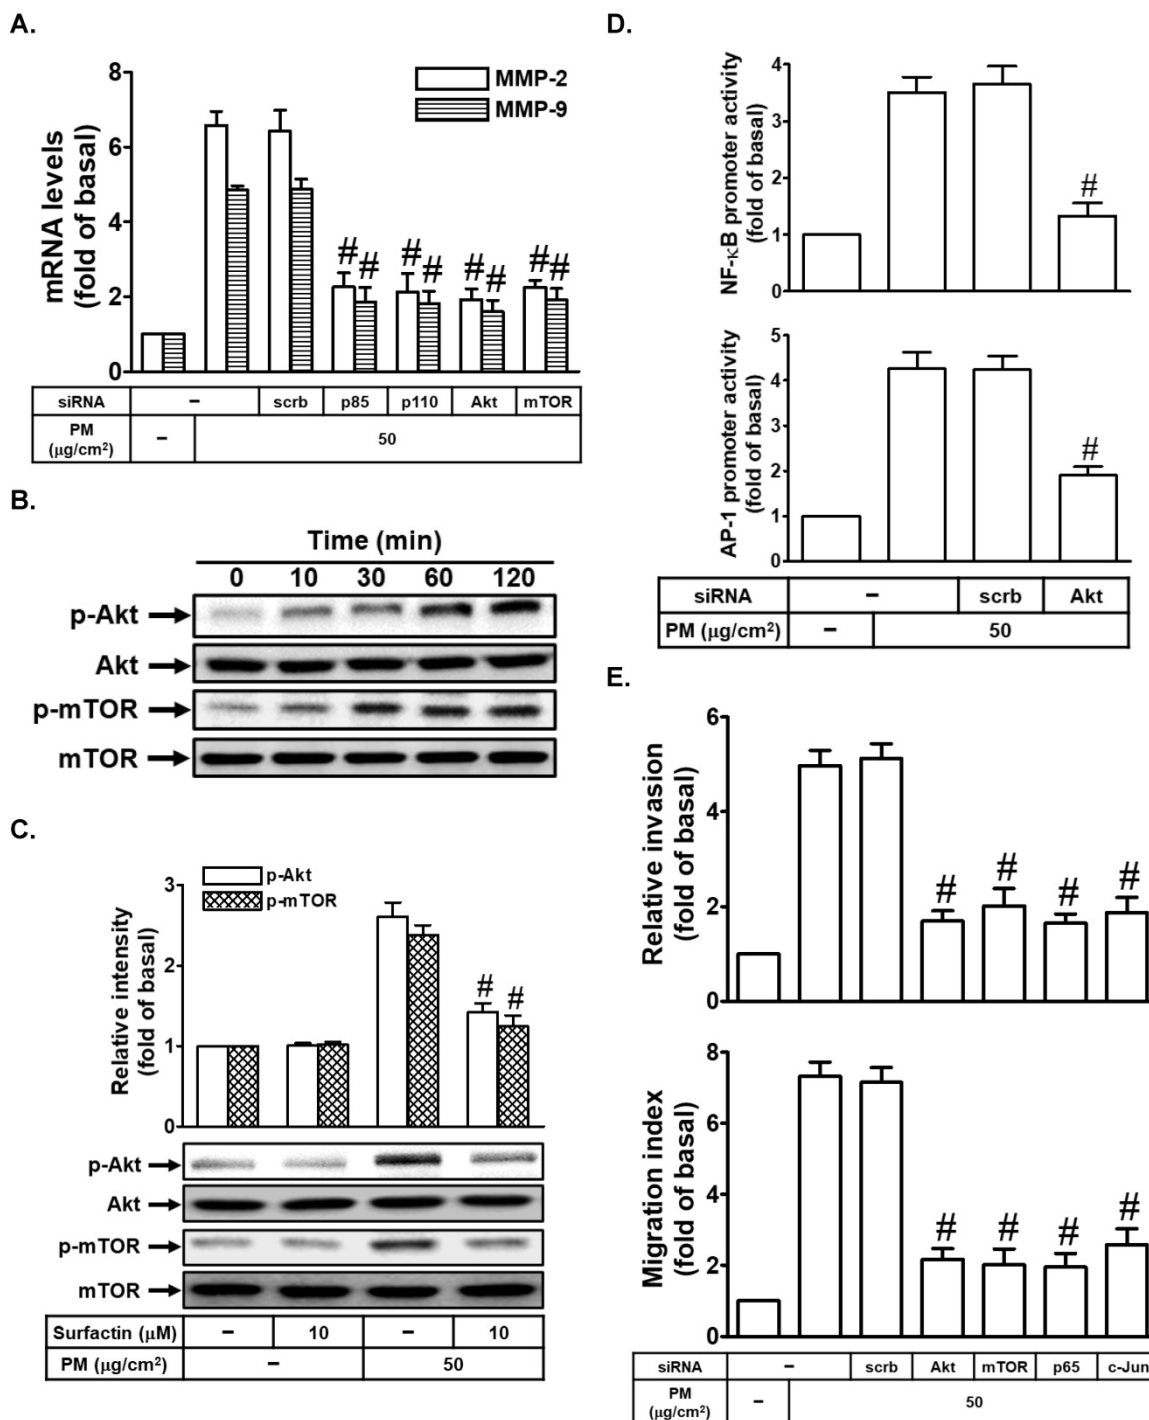 A.
mRNA levels
(fold of basal)
8
6
4
2
0
MMP-2
MMP-9
# # # # # # # #
siRNA – scrb p85 p110 Akt mTOR
PM
(μg/cm²)
– 50
B.
Time (min)
0 10 30 60 120
p-Akt
Akt
p-mTOR
mTOR
C.
Relative intensity
(fold of basal)
3
2
1
0
p-Akt
p-mTOR
# #
p-Akt
Akt
p-mTOR
mTOR
Surfactin (μM) – 10 – 10
PM (μg/cm²) – 50
D.
NF-κB promoter activity
(fold of basal)
4
3
2
1
0
#
AP-1 promoter activity
(fold of basal)
5
4
3
2
1
0
#
siRNA – scrb Akt
PM (μg/cm²) – 50
E.
Relative invasion
(fold of basal)
6
4
2
0
# # # #
Migration index
(fold of basal)
8
6
4
2
0
# # # #
siRNA – scrb Akt mTOR p65 c-Jun
PM
(μg/cm²)
– 50